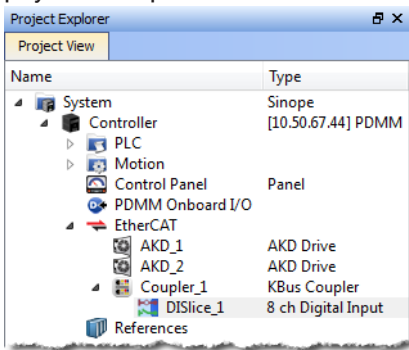 Project Explorer
Project View
Name Type
System Sinope
Controller [10.50.67.44] PDMM
PLC
Motion
Control Panel Panel
PDMM Onboard I/O
EtherCAT
AKD_1 AKD Drive
AKD_2 AKD Drive
Coupler_1 KBus Coupler
DISlice_1 8 ch Digital Input
References